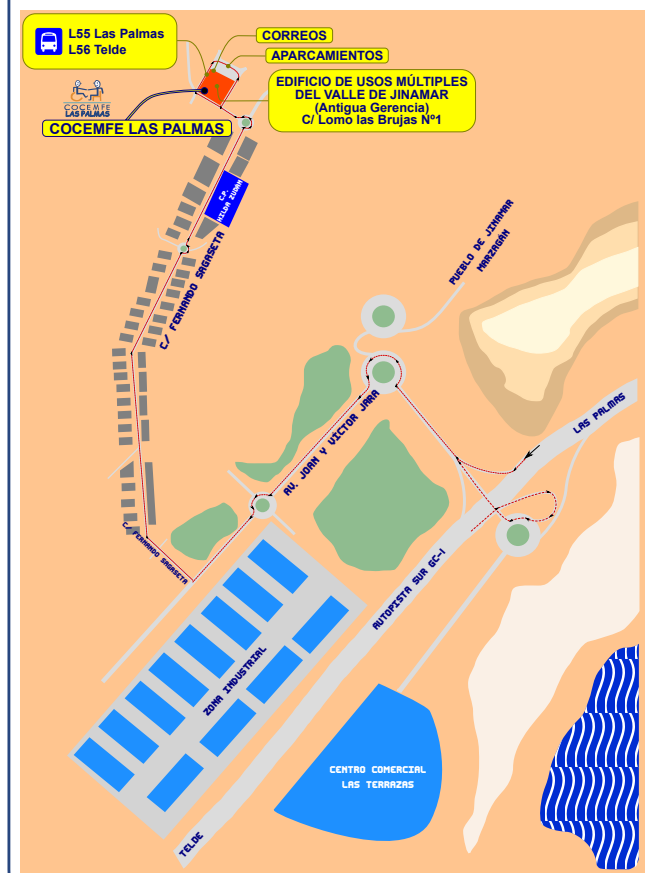 L55 Las Palmas
L56 Telde
CORREOS
APARCAMIENTOS
EDIFICIO DE USOS MÚLTIPLES
DEL VALLE DE JINAMAR
(Antigua Gerencia)
C/ Lomo las Brujas Nº1
COCEMFE
LAS PALMAS
COCEMFE LAS PALMAS
C.P.
HILDA ZUDAN
C/ FERNANDO SAGASETA
PUEBLO DE JINAMAR
MARZAGÁN
LAS PALMAS
AV. JOAN Y VICTOR JARA
C/ FERNANDO SAGASETA
AUTOPISTA SUR GC-1
ZONA INDUSTRIAL
CENTRO COMERCIAL
LAS TERRAZAS
TELDE